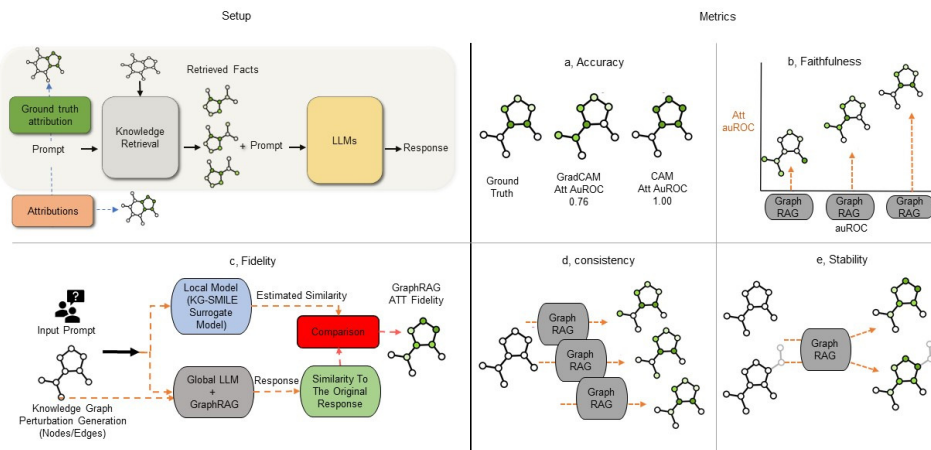 Setup
Metrics
Retrieved Facts
Ground truth
attribution
Prompt
Knowledge
Retrieval
+ Prompt
LLMs
Response
Attributions
a, Accuracy
Ground
Truth
GradCAM
Att AuROC
0.76
CAM
Att AuROC
1.00
b, Faithfulness
Att
auROC
Graph
RAG
Graph
RAG
Graph
RAG
auROC
c, Fidelity
Input Prompt
Local Model
(KG-SMILE
Surrogate
Model)
Estimated Similarity
GraphRAG
ATT Fidelity
Comparison
Knowledge Graph
Perturbation Generation
(Nodes/Edges)
Global LLM
+
GraphRAG
Response
Similarity To
The Original
Response
d, consistency
Graph
RAG
Graph
RAG
Graph
RAG
e, Stability
Graph
RAG